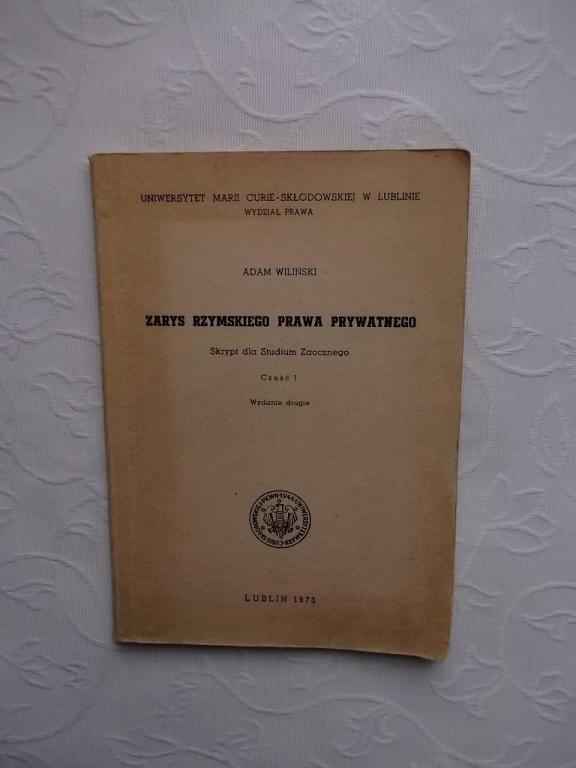 UNIWERSYTET MARII CURIE-SKŁODOWSKIEJ W LUBLINIE
WYDZIAŁ PRAWA
ADAM WILIŃSKI
ZARYS RZYMSKIEGO PRAWA PRYWATNEGO
Skrypt dla Studium Zaocznego
Część I
Wydanie drugie
LUBLIN 1973